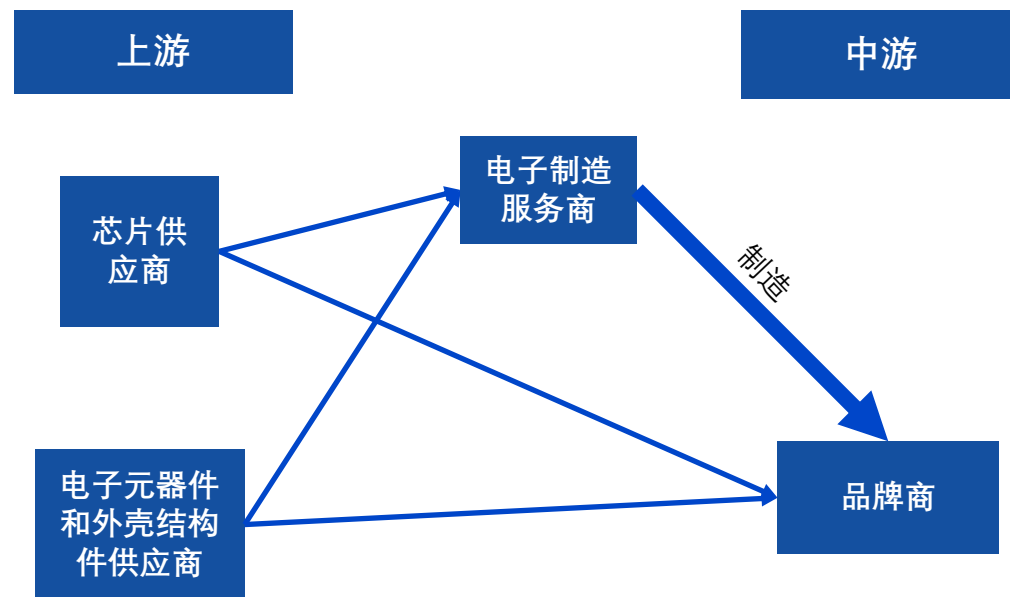 上游
中游
电子制造
服务商
芯片供
应商
制造
电子元器件
和外壳结构
件供应商
品牌商